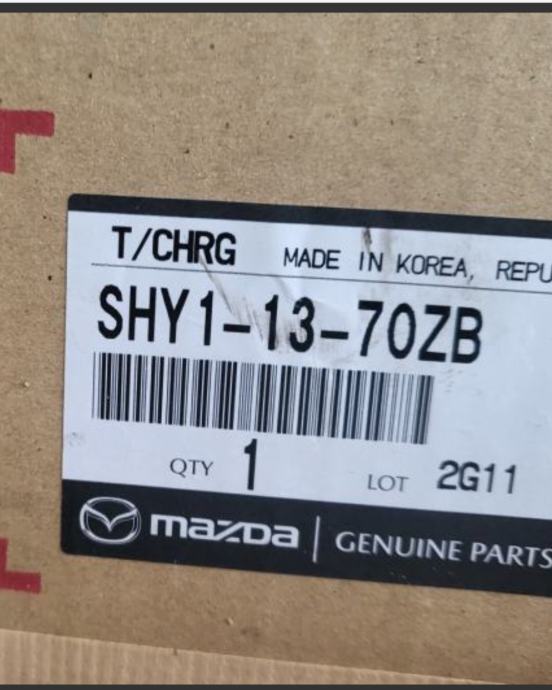 T/CHRG MADE IN KOREA, REPU
SHY1-13-70ZB
QTY 1 LOT 2G11
mazda GENUINE PARTS